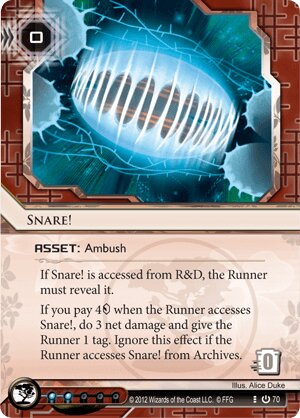 0
SNARE!
ASSET: Ambush
If Snare! is accessed from R&D, the Runner
must reveal it.
If you pay 4 when the Runner accesses
Snare!, do 3 net damage and give the
Runner 1 tag. Ignore this effect if the
Runner accesses Snare! from Archives.
0
Illus. Alice Duke
© 2012 Wizards of the Coast LLC. © FFG
70